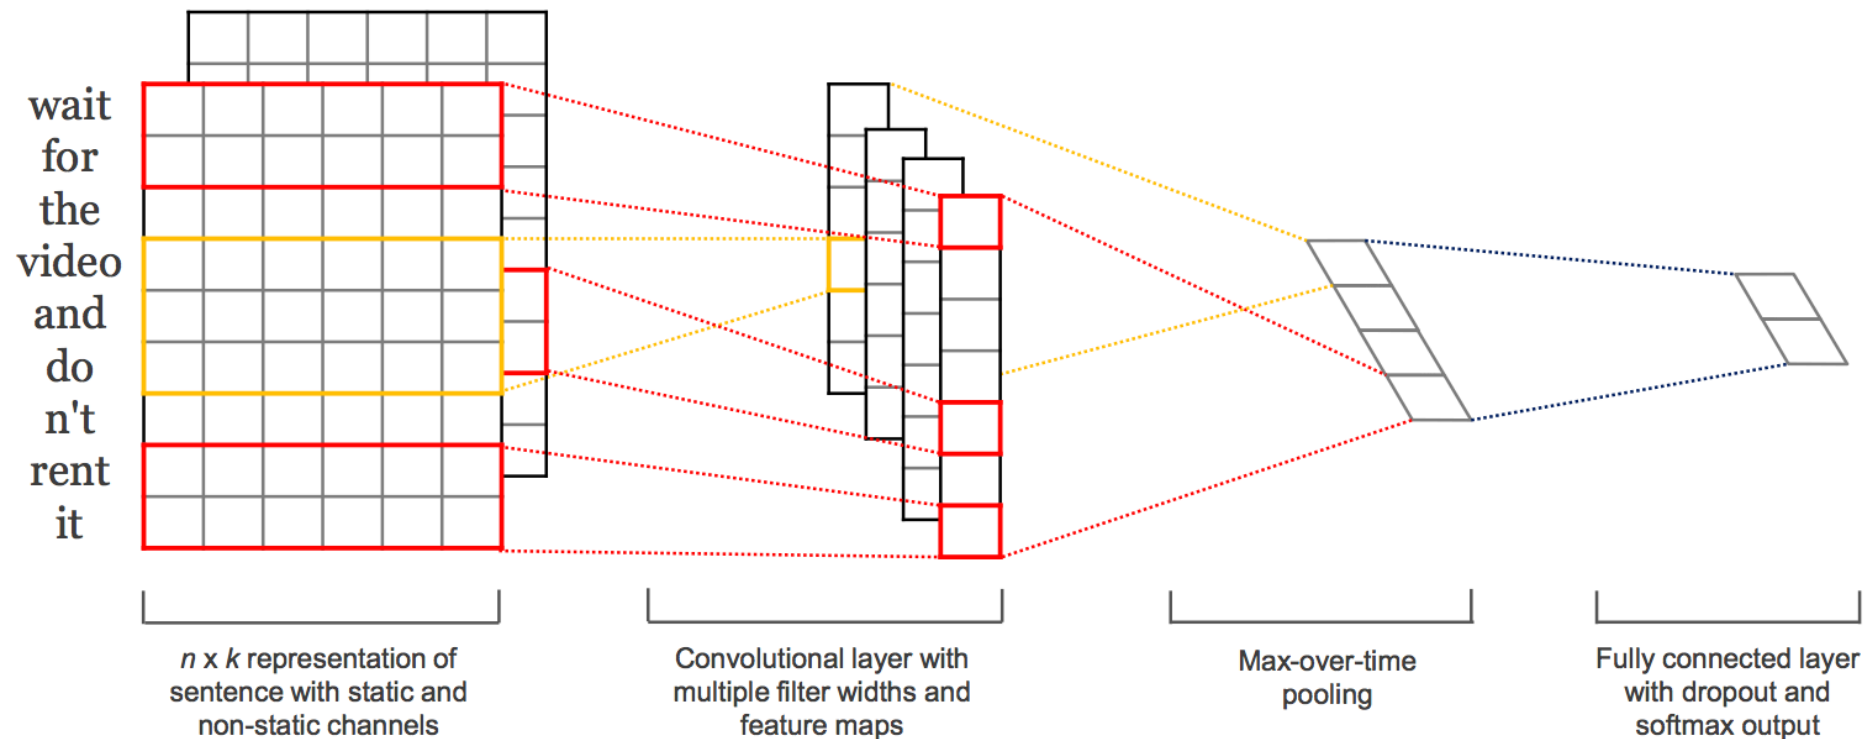 wait
for
the
video
and
do
n't
rent
it
n x k representation of
sentence with static and
non-static channels
Convolutional layer with
multiple filter widths and
feature maps
Max-over-time
pooling
Fully connected layer
with dropout and
softmax output